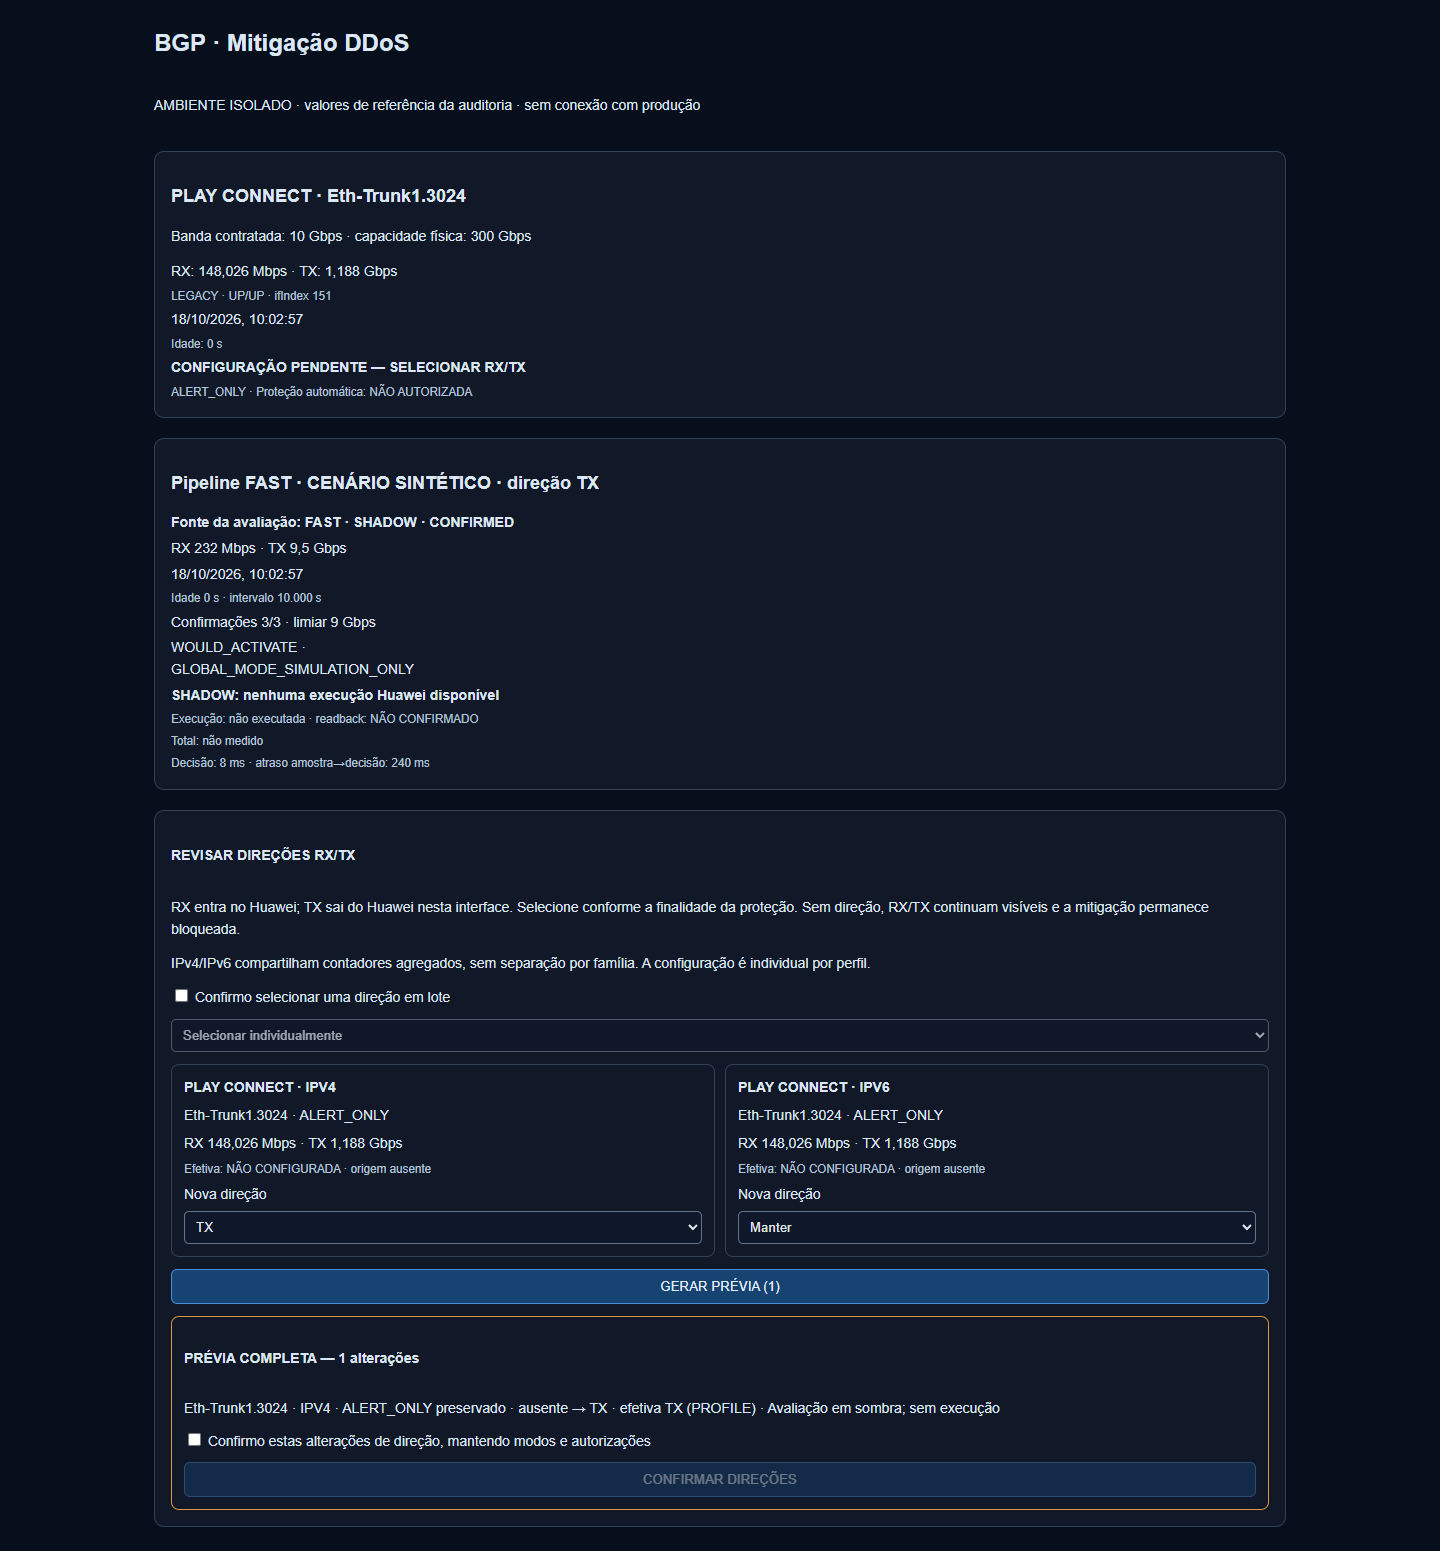 BGP · Mitigação DDoS
AMBIENTE ISOLADO · valores de referência da auditoria · sem conexão com produção
PLAY CONNECT · Eth-Trunk1.3024
Banda contratada: 10 Gbps · capacidade física: 300 Gbps
RX: 148,026 Mbps · TX: 1,188 Gbps
LEGACY · UP/UP · ifIndex 151
18/10/2026, 10:02:57
Idade: 0 s
CONFIGURAÇÃO PENDENTE — SELECIONAR RX/TX
ALERT_ONLY · Proteção automática: NÃO AUTORIZADA
Pipeline FAST · CENÁRIO SINTÉTICO · direção TX
Fonte da avaliação: FAST · SHADOW · CONFIRMED
RX 232 Mbps · TX 9,5 Gbps
18/10/2026, 10:02:57
Idade 0 s · intervalo 10.000 s
Confirmações 3/3 · limiar 9 Gbps
WOULD_ACTIVATE ·
GLOBAL_MODE_SIMULATION_ONLY
SHADOW: nenhuma execução Huawei disponível
Execução: não executada · readback: NÃO CONFIRMADO
Total: não medido
Decisão: 8 ms · atraso amostra→decisão: 240 ms
REVISAR DIREÇÕES RX/TX
RX entra no Huawei; TX sai do Huawei nesta interface. Selecione conforme a finalidade da proteção. Sem direção, RX/TX continuam visíveis e a mitigação permanece
bloqueada.
IPv4/IPv6 compartilham contadores agregados, sem separação por família. A configuração é individual por perfil.
Confirmo selecionar uma direção em lote
Selecionar individualmente
PLAY CONNECT · IPV4
Eth-Trunk1.3024 · ALERT_ONLY
RX 148,026 Mbps · TX 1,188 Gbps
Efetiva: NÃO CONFIGURADA · origem ausente
Nova direção
TX
PLAY CONNECT · IPV6
Eth-Trunk1.3024 · ALERT_ONLY
RX 148,026 Mbps · TX 1,188 Gbps
Efetiva: NÃO CONFIGURADA · origem ausente
Nova direção
Manter
GERAR PRÉVIA (1)
PRÉVIA COMPLETA — 1 alterações
Eth-Trunk1.3024 · IPV4 · ALERT_ONLY preservado · ausente → TX · efetiva TX (PROFILE) · Avaliação em sombra; sem execução
Confirmo estas alterações de direção, mantendo modos e autorizações
CONFIRMAR DIREÇÕES